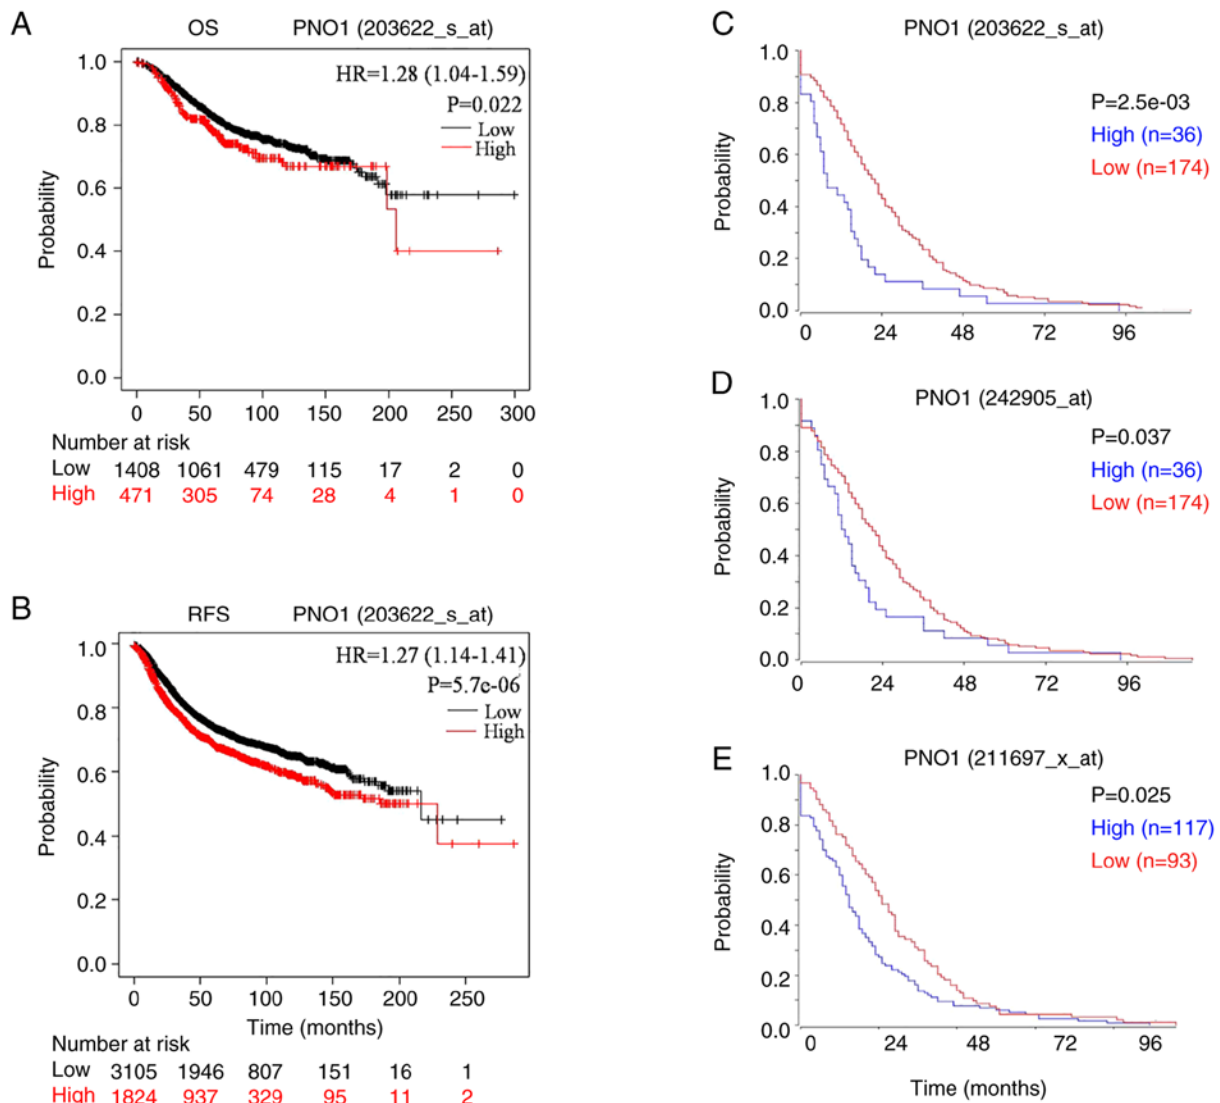 A
OS PNO1 (203622_s_at)
HR=1.28 (1.04-1.59)
P=0.022
Low
High
Probability
1.0
0.8
0.6
0.4
0.2
0.0
0 50 100 150 200 250 300
Number at risk
Low 1408 1061 479 115 17 2 0
High 471 305 74 28 4 1 0
B
RFS PNO1 (203622_s_at)
HR=1.27 (1.14-1.41)
P=5.7e-06
Low
High
Probability
1.0
0.8
0.6
0.4
0.2
0.0
0 50 100 150 200 250
Time (months)
Number at risk
Low 3105 1946 807 151 16 1
High 1824 937 329 95 11 2
C
PNO1 (203622_s_at)
P=2.5e-03
High (n=36)
Low (n=174)
Probability
1.0
0.8
0.6
0.4
0.2
0.0
0 24 48 72 96
D
PNO1 (242905_at)
P=0.037
High (n=36)
Low (n=174)
Probability
1.0
0.8
0.6
0.4
0.2
0.0
0 24 48 72 96
E
PNO1 (211697_x_at)
P=0.025
High (n=117)
Low (n=93)
Probability
1.0
0.8
0.6
0.4
0.2
0.0
0 24 48 72 96
Time (months)